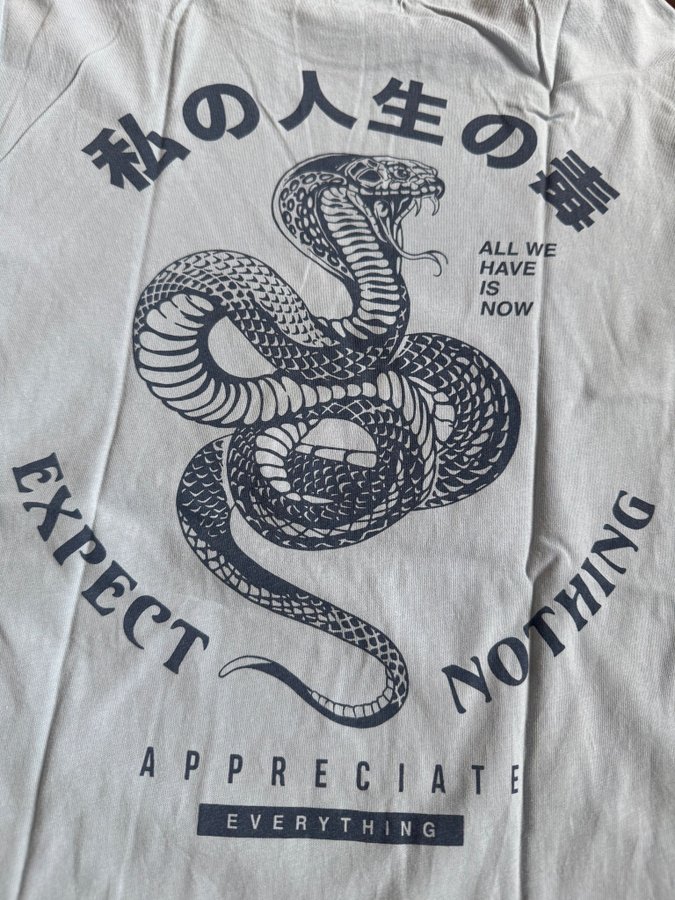 私の人生の毒
ALL WE
HAVE
IS
NOW
EXPECT NOTHING
APPRECIATE
EVERYTHING